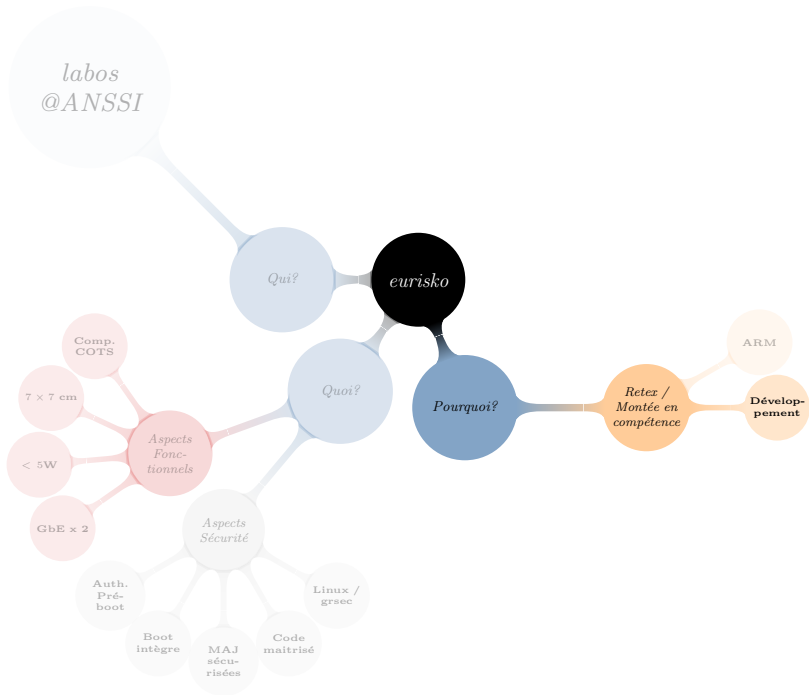 labos
@ANSSI
Qui?
eurisko
Comp.
COTS
ARM
7 × 7 cm
Quoi?
Pourquoi?
Retex /
Montée en
compétence
Dévelop-
pement
Aspects
Fonc-
tionnels
< 5W
GbE x 2
Aspects
Sécurité
Auth.
Pré-
boot
Linux /
grsec
Boot
intègre
MAJ
sécu-
risées
Code
maitrisé